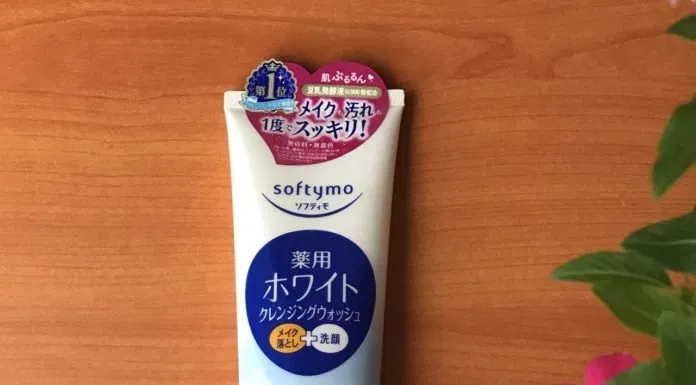 肌ぷるるん
第1位
豆乳発酵液
メイクも汚れも
1度でスッキリ!
無香料・無着色
softymo
ソフティモ
薬用
ホワイト
クレンジングウォッシュ
メイク
落とし
+
洗顔